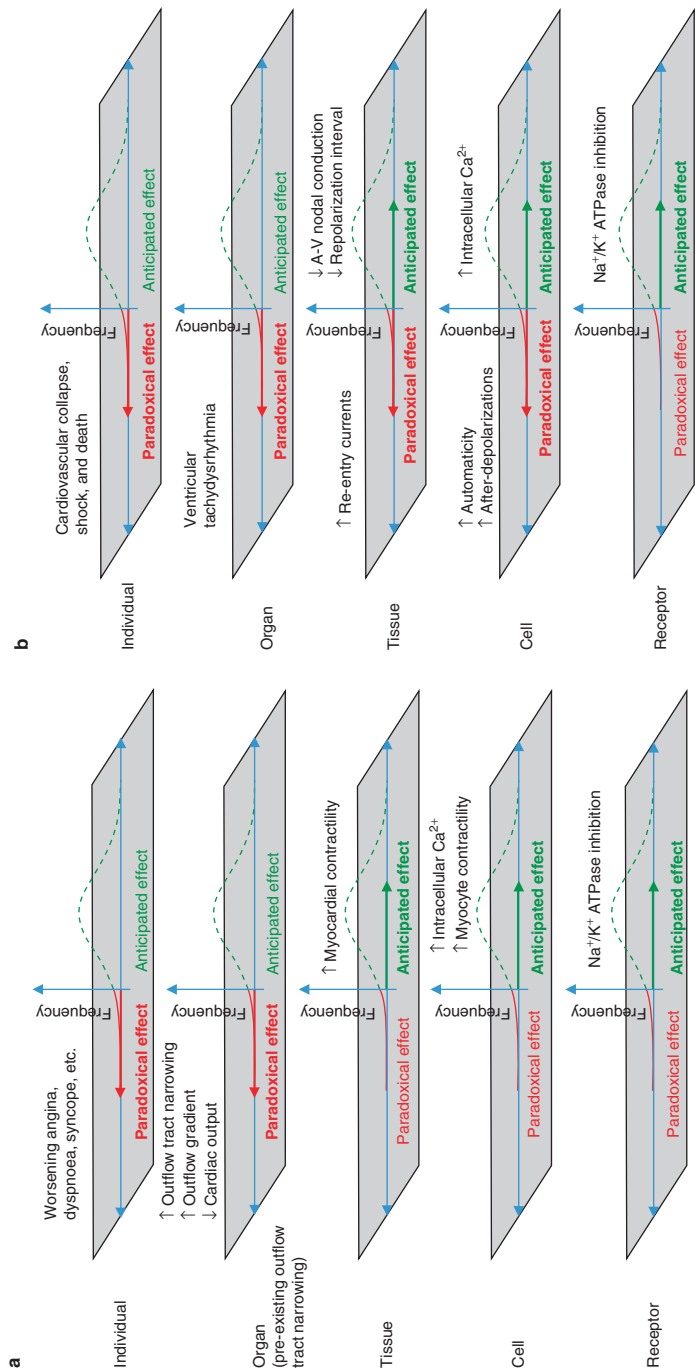 a
Individual
Worsening angina,
dyspnoea, syncope, etc.
Frequency
Paradoxical effect
Anticipated effect
Organ
(pre-existing outflow
tract narrowing)
↑ Outflow tract narrowing
↑ Outflow gradient
↓ Cardiac output
Frequency
Paradoxical effect
Anticipated effect
Tissue
Frequency
↑ Myocardial contractility
Paradoxical effect
Anticipated effect
Cell
Frequency
↑ Intracellular Ca²⁺
↑ Myocyte contractility
Paradoxical effect
Anticipated effect
Receptor
Frequency
Na⁺/K⁺ ATPase inhibition
Paradoxical effect
Anticipated effect
b
Individual
Cardiovascular collapse,
shock, and death
Frequency
Paradoxical effect
Anticipated effect
Organ
Ventricular
tachydysrhythmia
Frequency
Paradoxical effect
Anticipated effect
Tissue
↑ Re-entry currents
Frequency
↓ A-V nodal conduction
↓ Repolarization interval
Paradoxical effect
Anticipated effect
Cell
↑ Automaticity
↑ After-depolarizations
Frequency
↑ Intracellular Ca²⁺
Paradoxical effect
Anticipated effect
Receptor
Frequency
Na⁺/K⁺ ATPase inhibition
Paradoxical effect
Anticipated effect